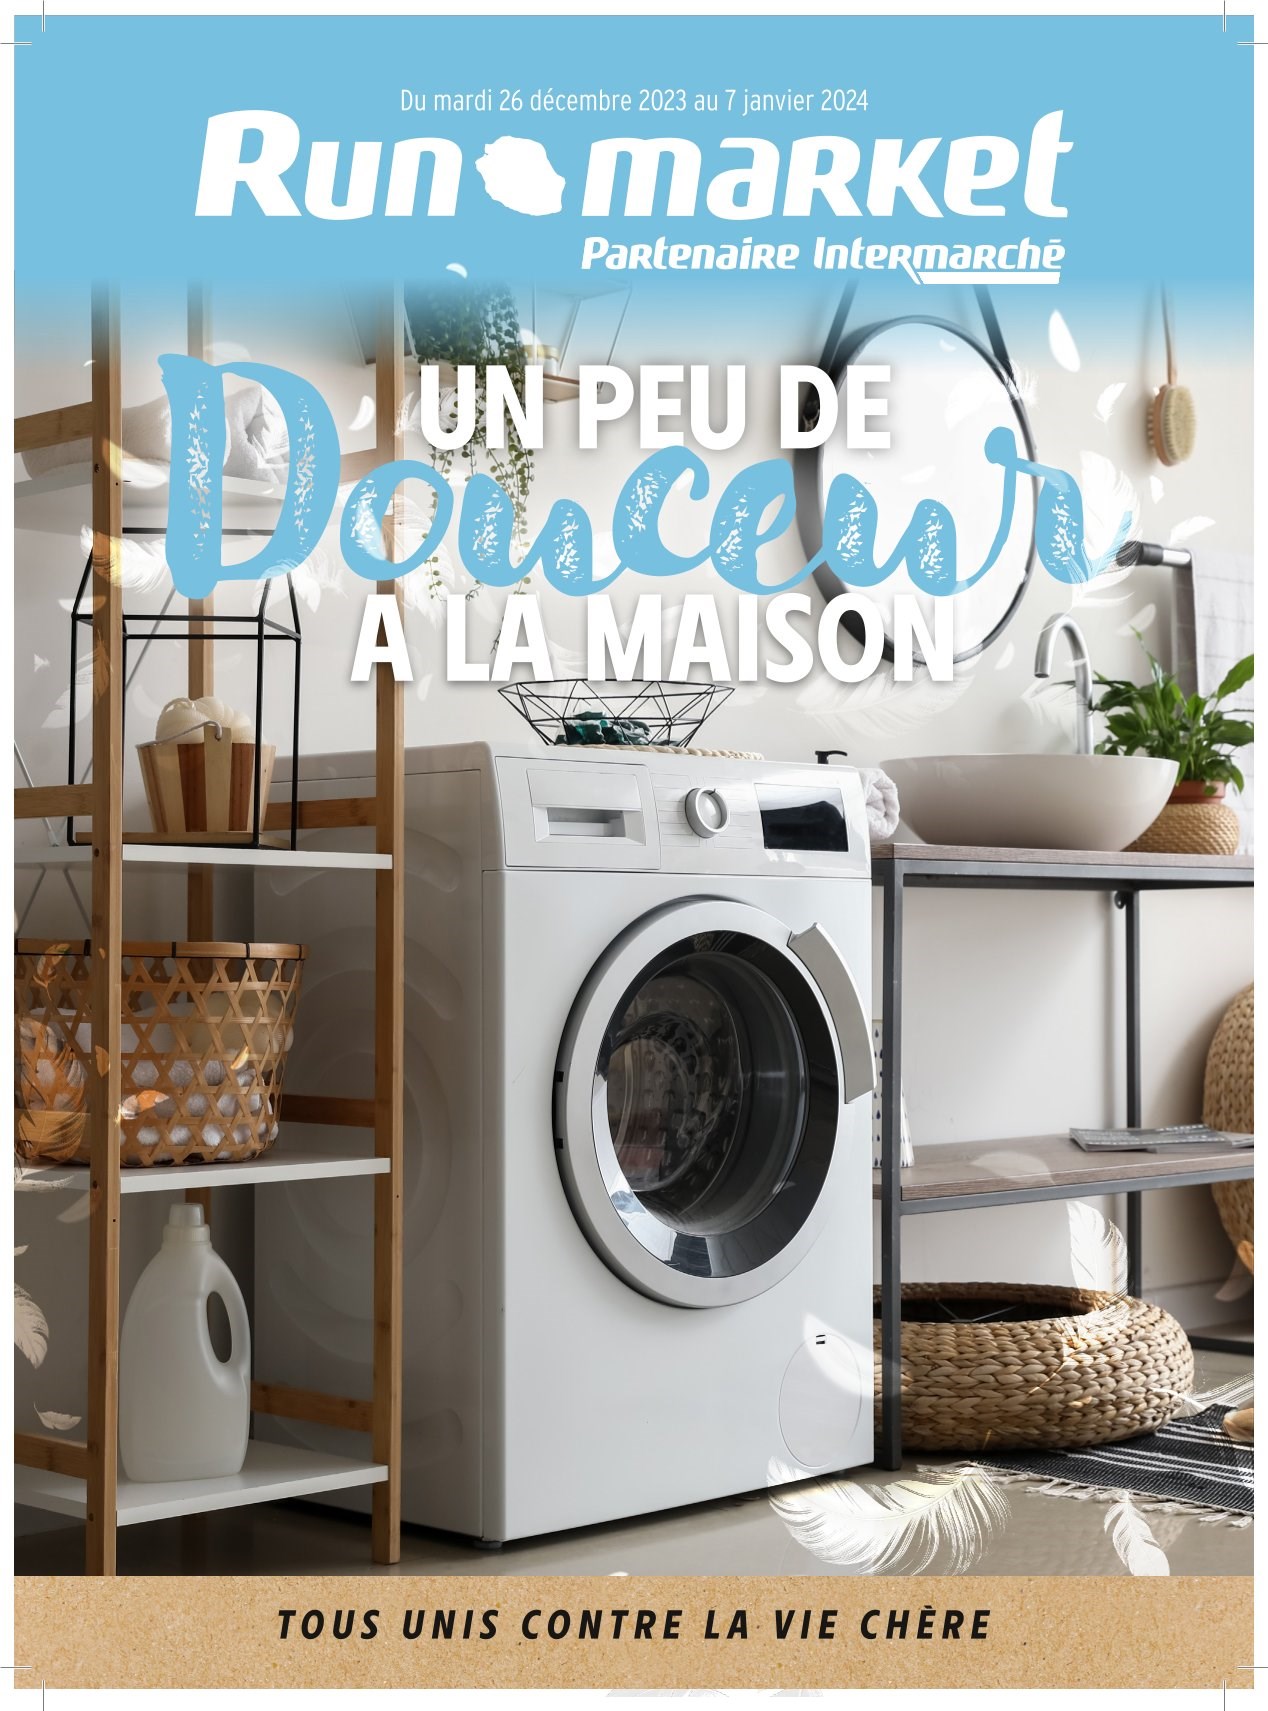 Du mardi 26 décembre 2023 au 7 janvier 2024
Run market
Partenaire Intermarché
UN PEU DE
Douceur
A LA MAISON
TOUS UNIS CONTRE LA VIE CHÈRE